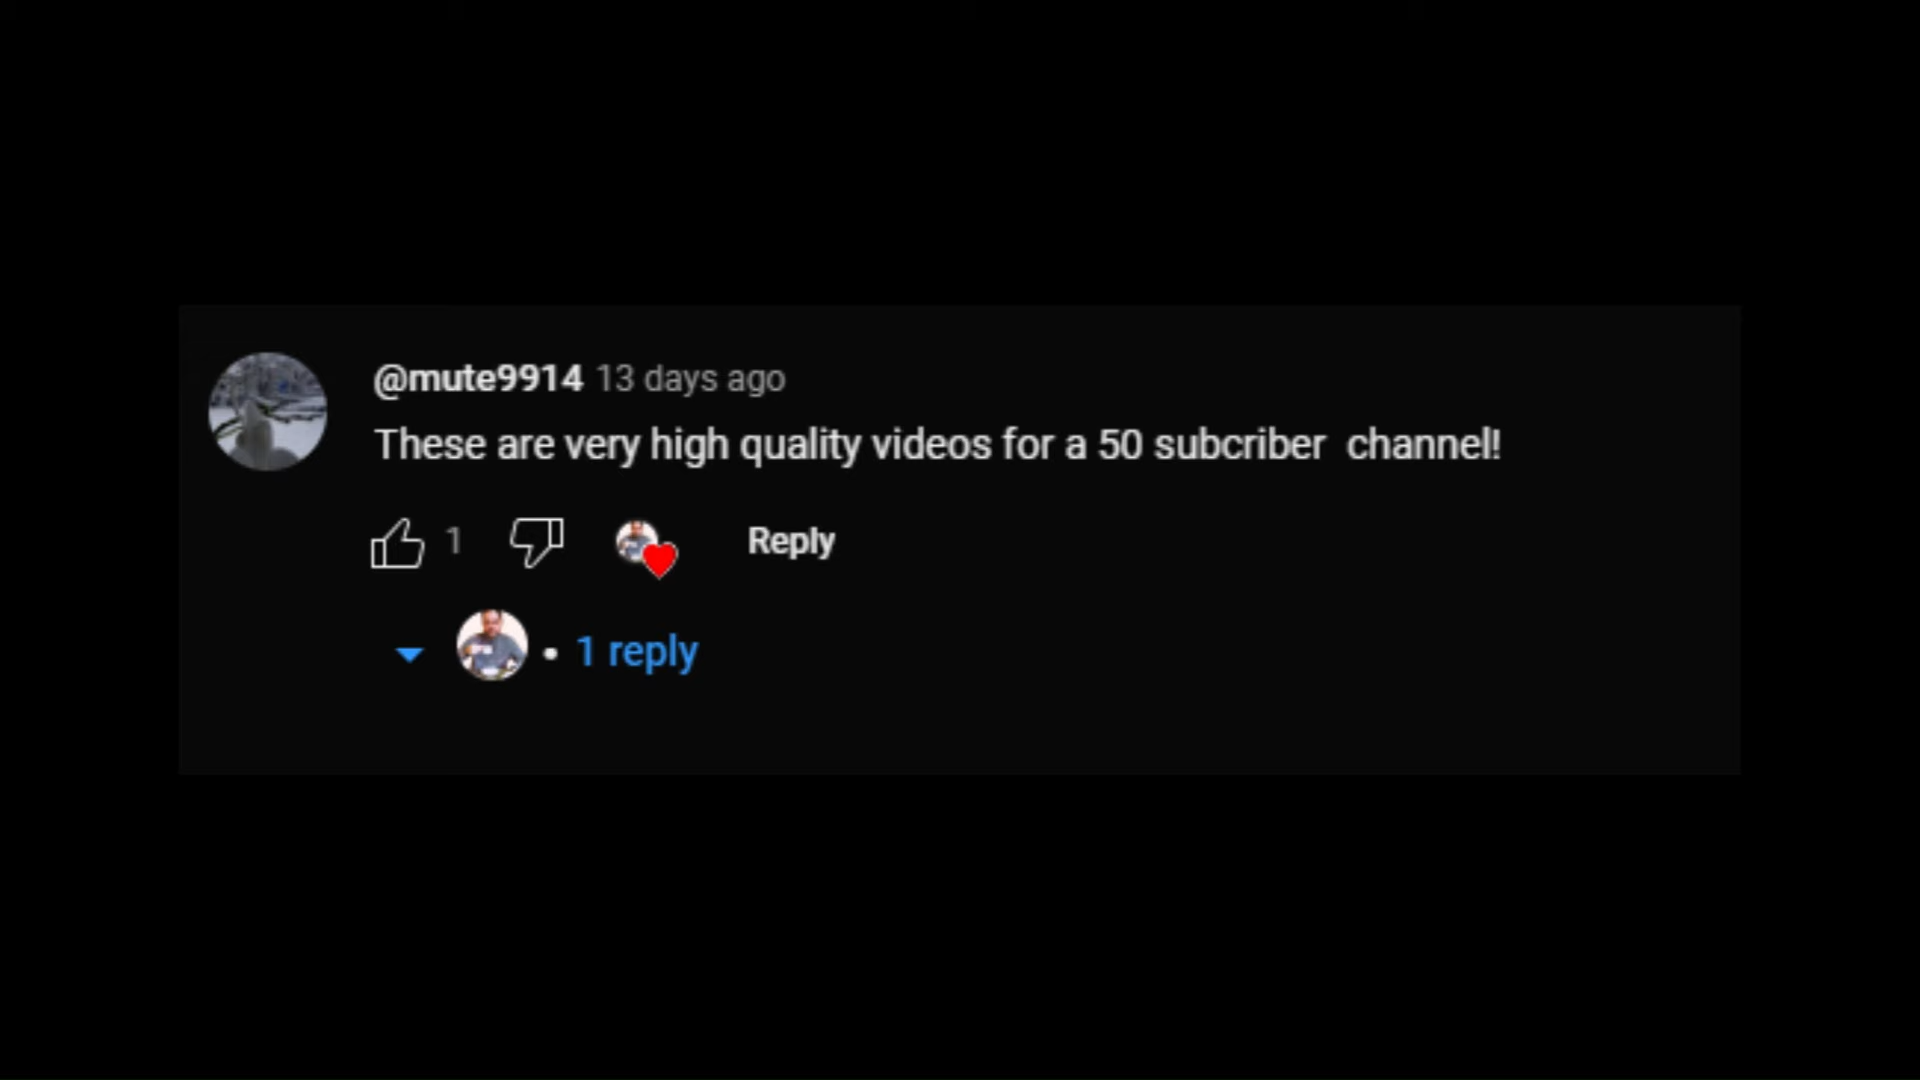 @mute9914 13 days ago
These are very high quality videos for a 50 subcriber  channel!
1 Reply
• 1 reply